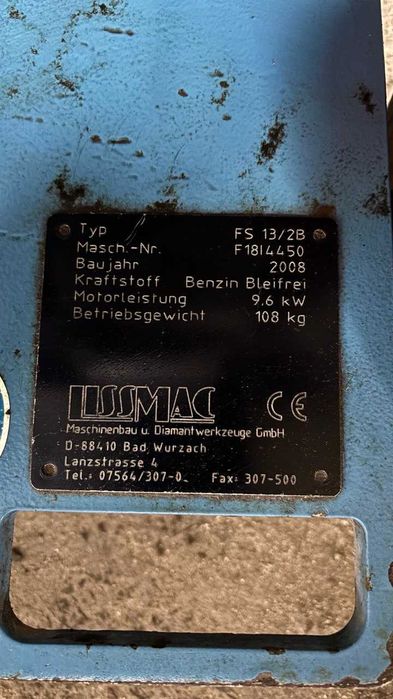 Typ FS 13/2B
Masch.-Nr. F1814450
Baujahr 2008
Kraftstoff Benzin Bleifrei
Motorleistung 9.6 kW
Betriebsgewicht 108 kg
LISSMAC CE
Maschinenbau u. Diamantwerkzeuge GmbH
D-88410 Bad Wurzach
Lanzstrasse 4
Tel.: 07564/307-0 Fax: 307-500